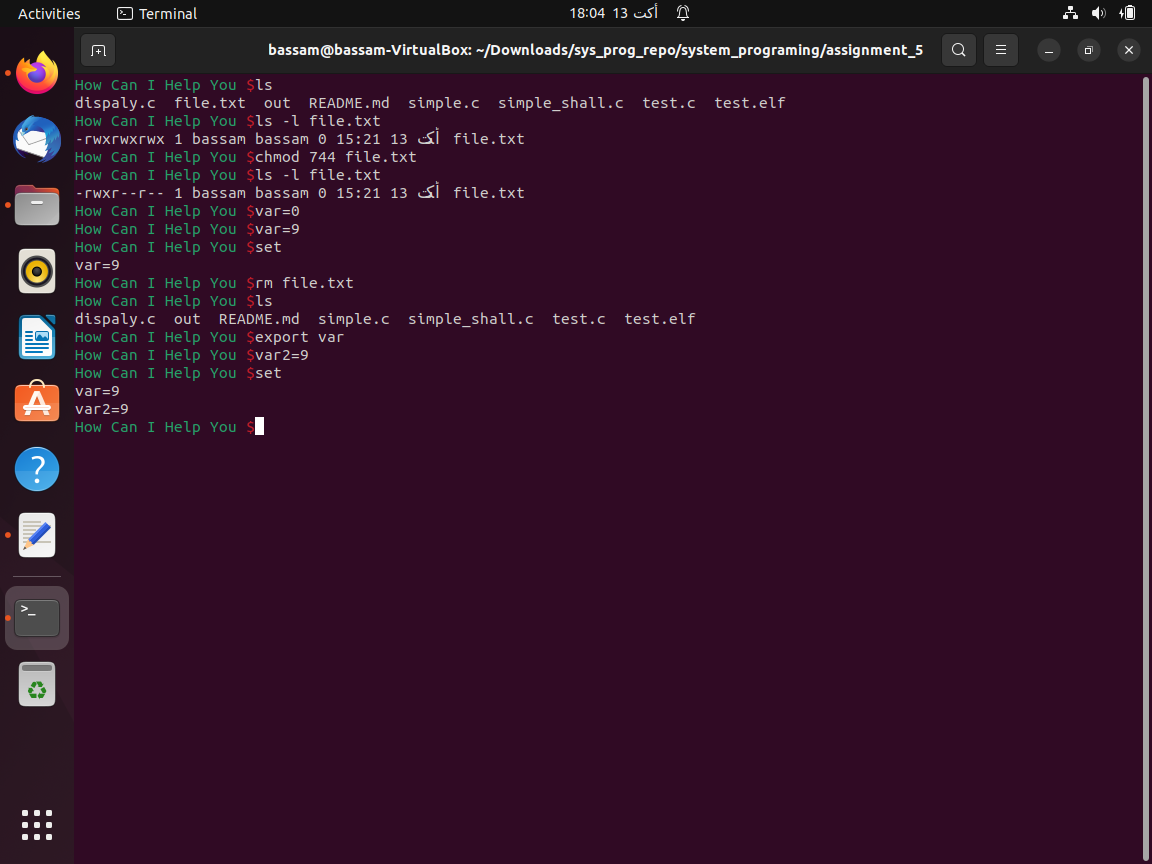 Activities Terminal 18:04 13 أكت
bassam@bassam-VirtualBox: ~/Downloads/sys_prog_repo/system_programing/assignment_5
How Can I Help You $ls
dispaly.c  file.txt  out  README.md  simple.c  simple_shall.c  test.c  test.elf
How Can I Help You $ls -l file.txt
-rwxrwxrwx 1 bassam bassam 0 15:21 13 أكت  file.txt
How Can I Help You $chmod 744 file.txt
How Can I Help You $ls -l file.txt
-rwxr--r-- 1 bassam bassam 0 15:21 13 أكت  file.txt
How Can I Help You $var=0
How Can I Help You $var=9
How Can I Help You $set
var=9
How Can I Help You $rm file.txt
How Can I Help You $ls
dispaly.c  out  README.md  simple.c  simple_shall.c  test.c  test.elf
How Can I Help You $export var
How Can I Help You $var2=9
How Can I Help You $set
var=9
var2=9
How Can I Help You $